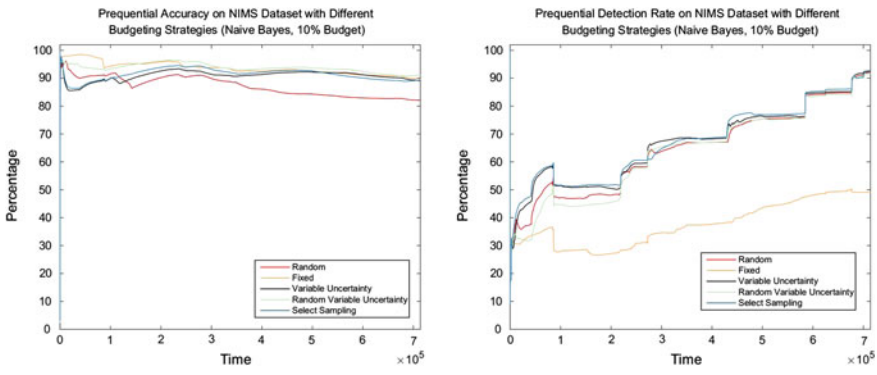 Prequential Accuracy on NIMS Dataset with Different
Budgeting Strategies (Naive Bayes, 10% Budget)
100
90
80
70
60
50
40
30
20
10
0
Percentage
Random
Fixed
Variable Uncertainty
Random Variable Uncertainty
Select Sampling
0 1 2 3 4 5 6 7
Time
×10^5
Prequential Detection Rate on NIMS Dataset with Different
Budgeting Strategies (Naive Bayes, 10% Budget)
100
90
80
70
60
50
40
30
20
10
0
Percentage
Random
Fixed
Variable Uncertainty
Random Variable Uncertainty
Select Sampling
0 1 2 3 4 5 6 7
Time
×10^5